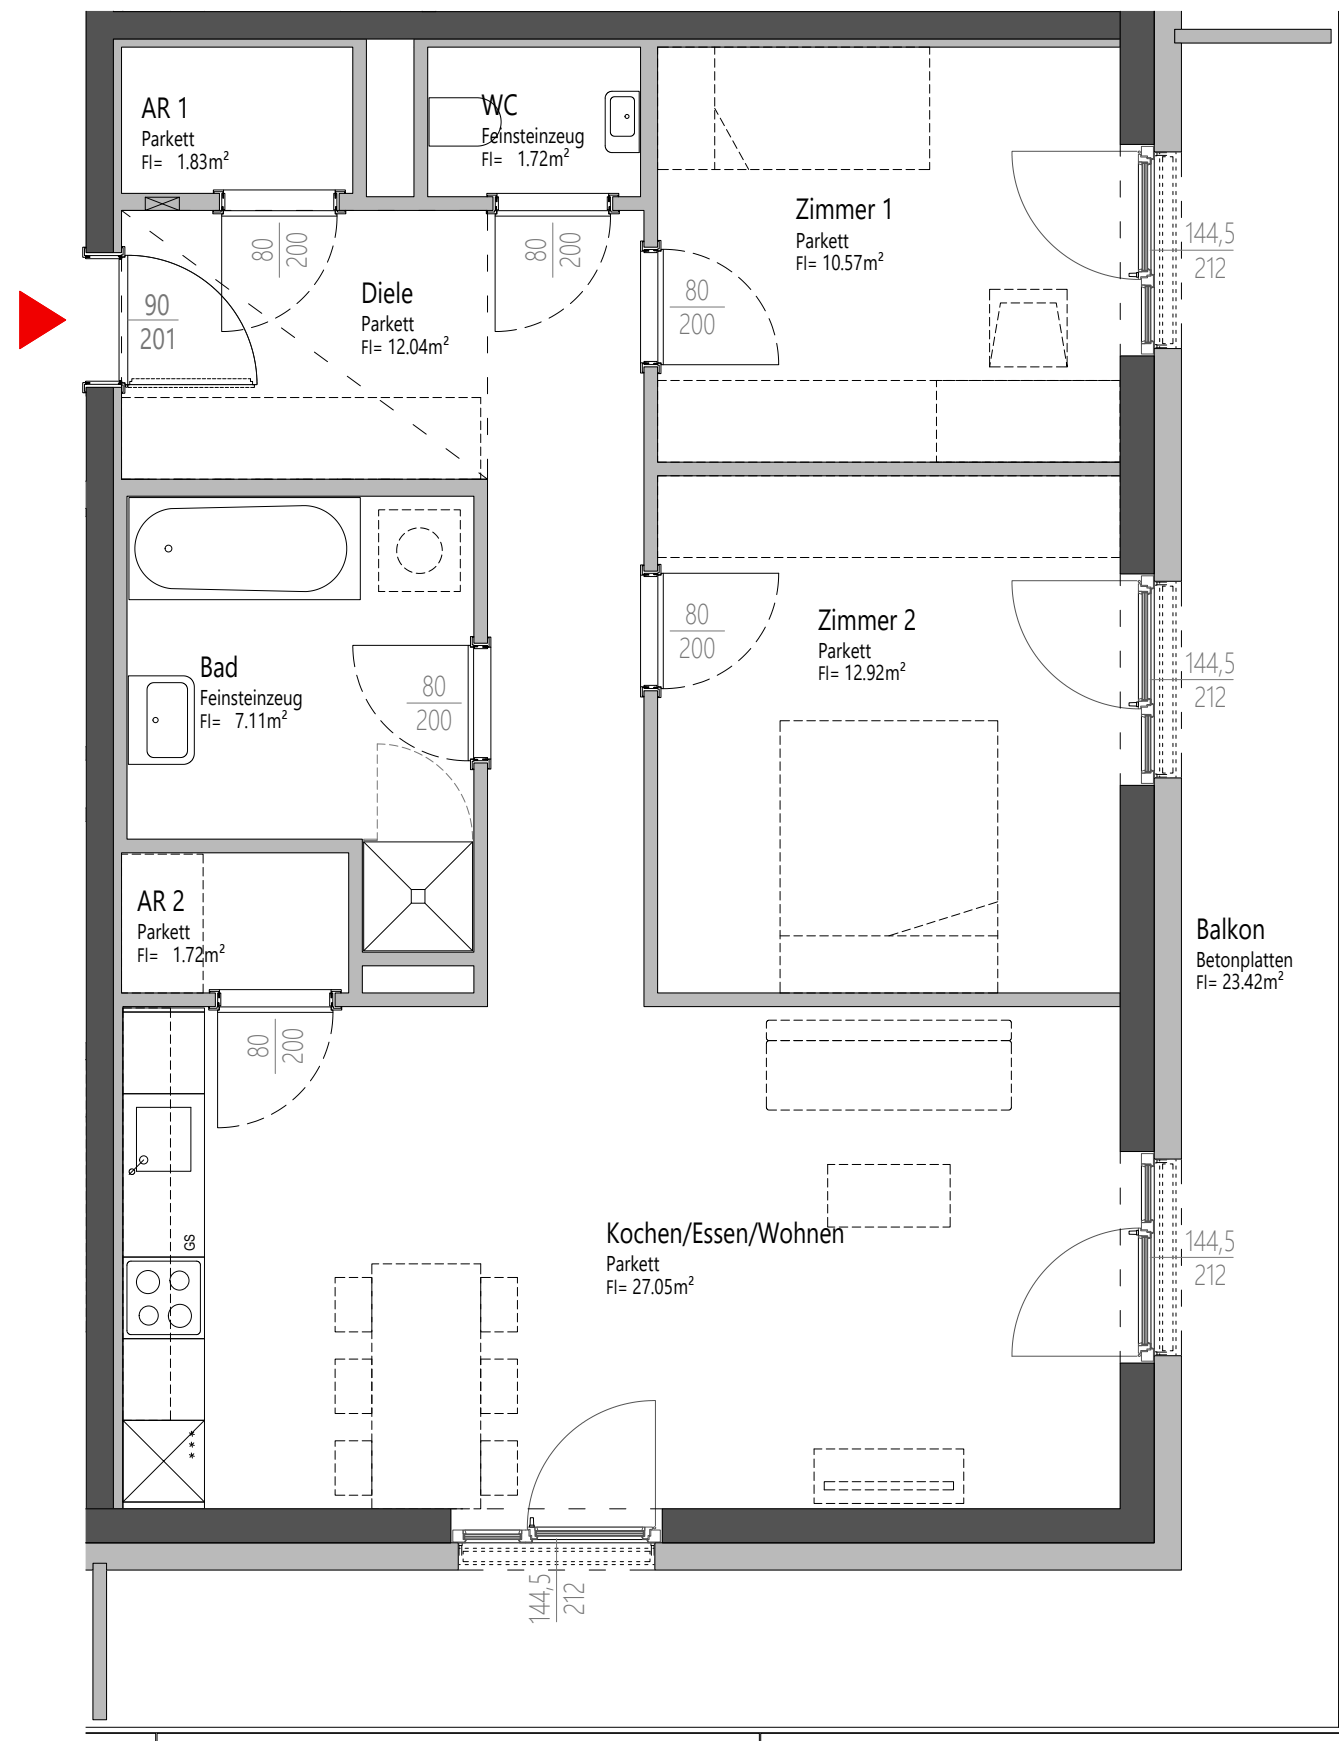 AR 1
Parkett
Fl= 1.83m²
WC
Feinsteinzeug
Fl= 1.72m²
Zimmer 1
Parkett
Fl= 10.57m²
144,5
212
80
200
80
200
Diele
Parkett
Fl= 12.04m²
90
201
80
200
Zimmer 2
Parkett
Fl= 12.92m²
80
200
144,5
212
Bad
Feinsteinzeug
Fl= 7.11m²
80
200
AR 2
Parkett
Fl= 1.72m²
Balkon
Betonplatten
Fl= 23.42m²
80
200
GS
Kochen/Essen/Wohnen
Parkett
Fl= 27.05m²
144,5
212
***
144,5
212